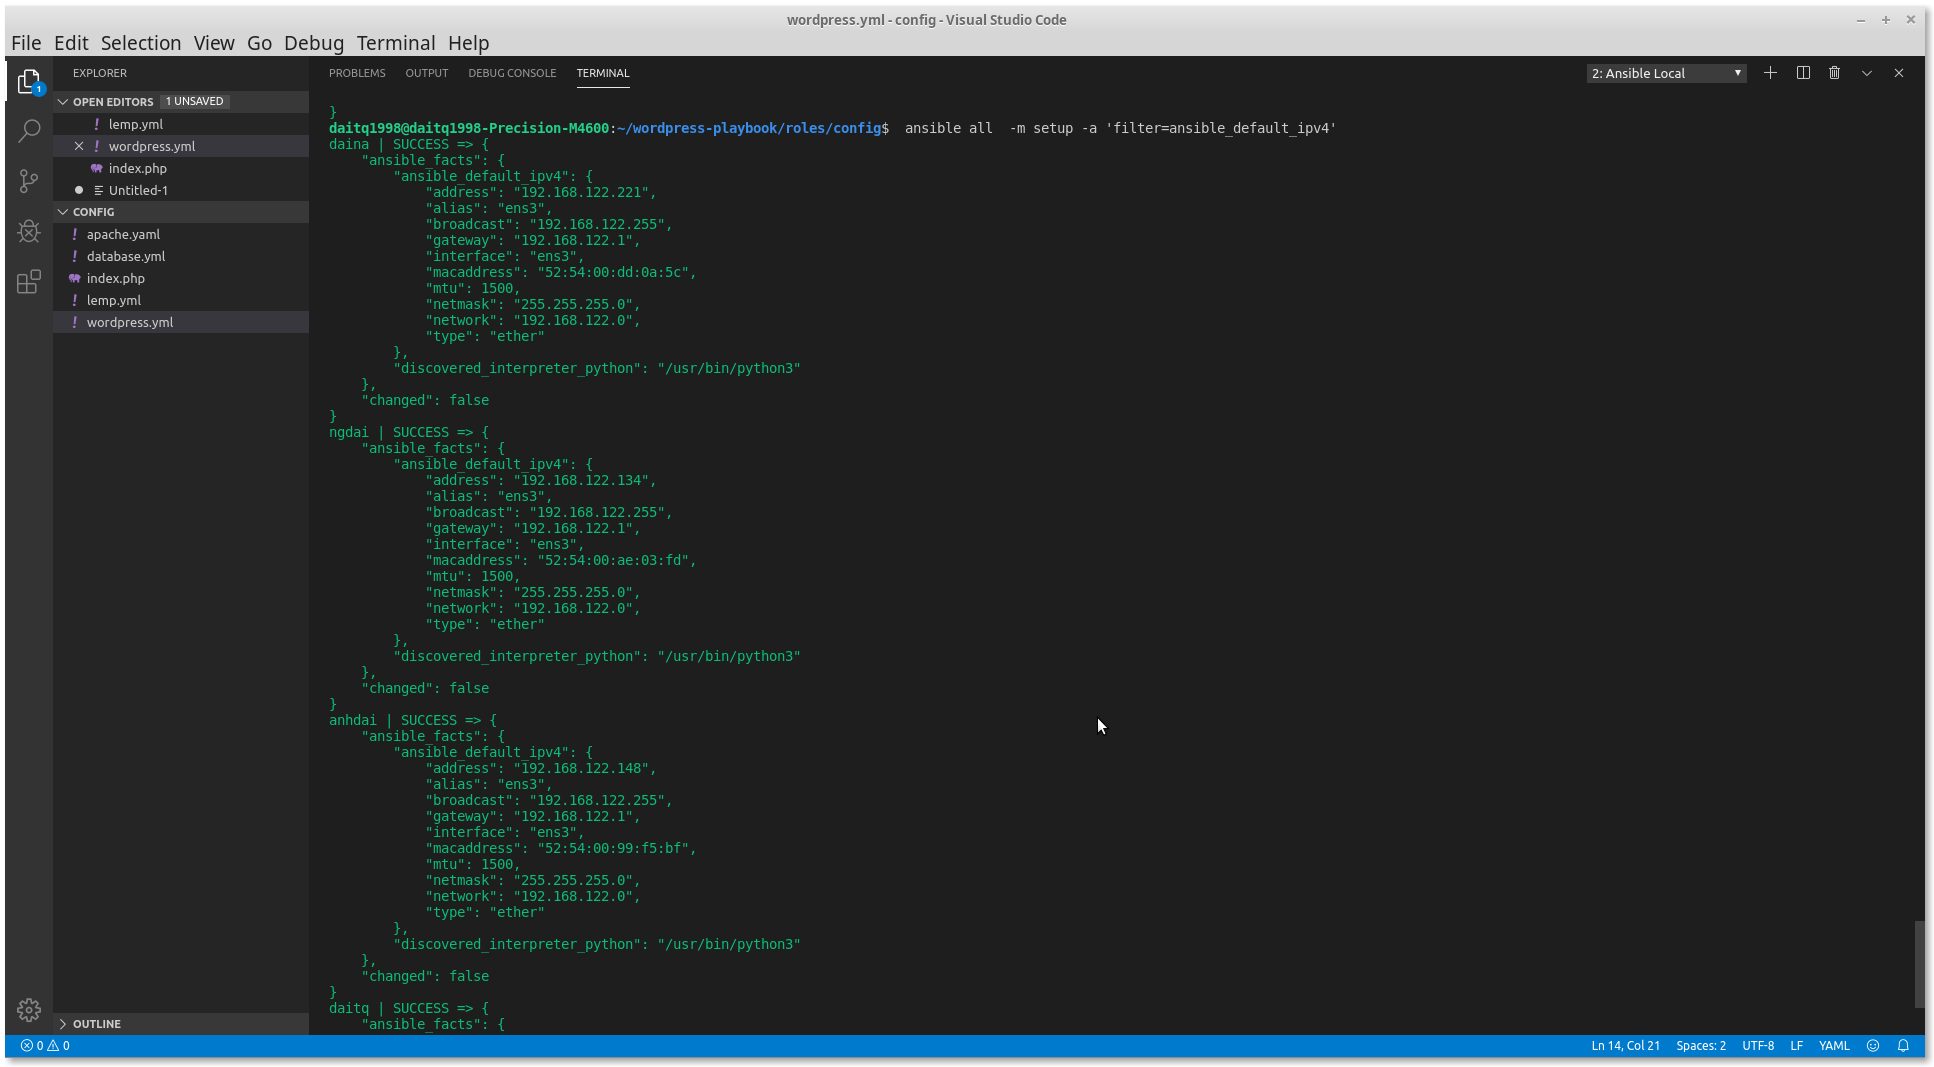 wordpress.yml - config - Visual Studio Code
File Edit Selection View Go Debug Terminal Help
EXPLORER
OPEN EDITORS 1 UNSAVED
! lemp.yml
! wordpress.yml
index.php
Untitled-1
CONFIG
! apache.yaml
! database.yml
index.php
! lemp.yml
! wordpress.yml
OUTLINE
1
PROBLEMS OUTPUT DEBUG CONSOLE TERMINAL
2: Ansible Local
}
daitq1998@daitq1998-Precision-M4600:~/wordpress-playbook/roles/config$  ansible all  -m setup -a 'filter=ansible_default_ipv4'
daina | SUCCESS => {
    "ansible_facts": {
        "ansible_default_ipv4": {
            "address": "192.168.122.221",
            "alias": "ens3",
            "broadcast": "192.168.122.255",
            "gateway": "192.168.122.1",
            "interface": "ens3",
            "macaddress": "52:54:00:dd:0a:5c",
            "mtu": 1500,
            "netmask": "255.255.255.0",
            "network": "192.168.122.0",
            "type": "ether"
        },
        "discovered_interpreter_python": "/usr/bin/python3"
    },
    "changed": false
}
ngdai | SUCCESS => {
    "ansible_facts": {
        "ansible_default_ipv4": {
            "address": "192.168.122.134",
            "alias": "ens3",
            "broadcast": "192.168.122.255",
            "gateway": "192.168.122.1",
            "interface": "ens3",
            "macaddress": "52:54:00:ae:03:fd",
            "mtu": 1500,
            "netmask": "255.255.255.0",
            "network": "192.168.122.0",
            "type": "ether"
        },
        "discovered_interpreter_python": "/usr/bin/python3"
    },
    "changed": false
}
anhdai | SUCCESS => {
    "ansible_facts": {
        "ansible_default_ipv4": {
            "address": "192.168.122.148",
            "alias": "ens3",
            "broadcast": "192.168.122.255",
            "gateway": "192.168.122.1",
            "interface": "ens3",
            "macaddress": "52:54:00:99:f5:bf",
            "mtu": 1500,
            "netmask": "255.255.255.0",
            "network": "192.168.122.0",
            "type": "ether"
        },
        "discovered_interpreter_python": "/usr/bin/python3"
    },
    "changed": false
}
daitq | SUCCESS => {
    "ansible_facts": {
0 0
Ln 14, Col 21 Spaces: 2 UTF-8 LF YAML